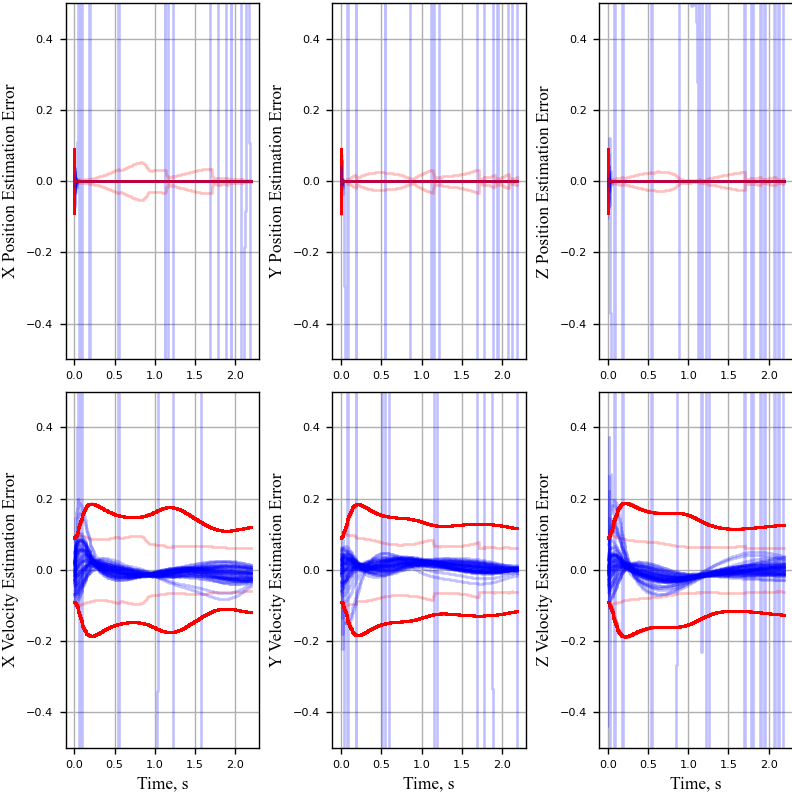 X Position Estimation Error
0.4
0.2
0.0
−0.2
−0.4
0.0 0.5 1.0 1.5 2.0
Y Position Estimation Error
0.4
0.2
0.0
−0.2
−0.4
0.0 0.5 1.0 1.5 2.0
Z Position Estimation Error
0.4
0.2
0.0
−0.2
−0.4
0.0 0.5 1.0 1.5 2.0
X Velocity Estimation Error
0.4
0.2
0.0
−0.2
−0.4
0.0 0.5 1.0 1.5 2.0
Time, s
Y Velocity Estimation Error
0.4
0.2
0.0
−0.2
−0.4
0.0 0.5 1.0 1.5 2.0
Time, s
Z Velocity Estimation Error
0.4
0.2
0.0
−0.2
−0.4
0.0 0.5 1.0 1.5 2.0
Time, s